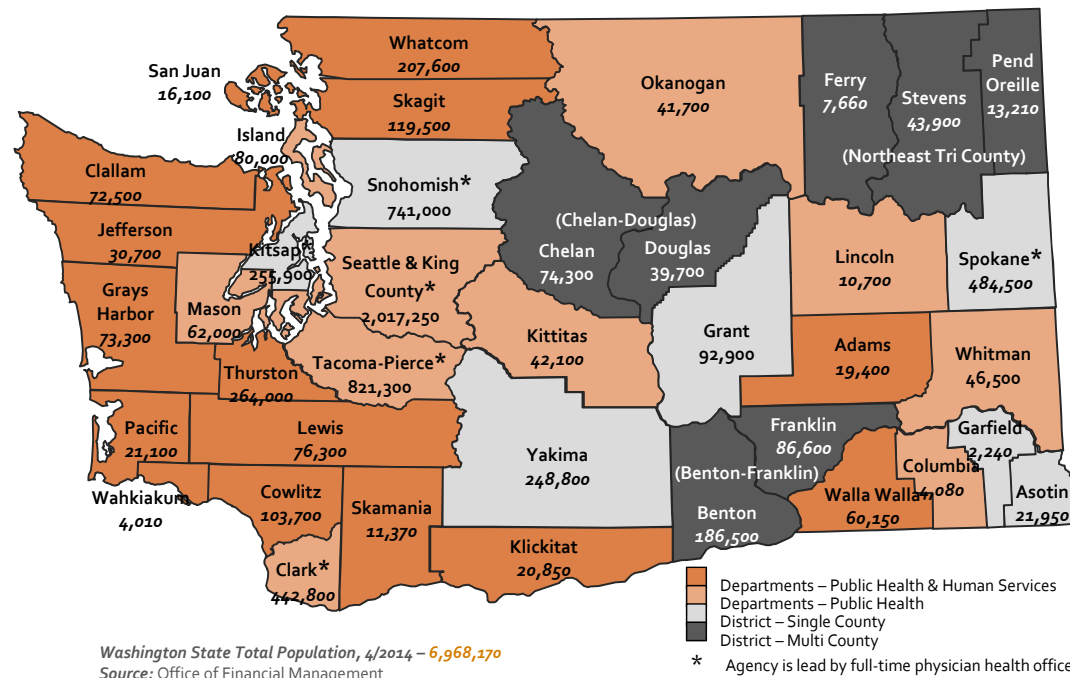 Whatcom
207,600
San Juan
16,100
Skagit
119,500
Island
80,000
Okanogan
41,700
Ferry
7,660
Stevens
43,900
Pend
Oreille
13,210
(Northeast Tri County)
Clallam
72,500
Snohomish*
741,000
Jefferson
30,700
Kitsap*
255,900
(Chelan-Douglas)
Chelan
74,300
Douglas
39,700
Seattle & King
County*
2,017,250
Lincoln
10,700
Spokane*
484,500
Grays
Harbor
73,300
Mason
62,000
Kittitas
42,100
Grant
92,900
Adams
19,400
Whitman
46,500
Thurston
264,000
Tacoma-Pierce*
821,300
Pacific
21,100
Lewis
76,300
Yakima
248,800
Franklin
86,600
(Benton-Franklin)
Benton
186,500
Garfield
2,240
Columbia
4,080
Walla Walla
60,150
Asotin
21,950
Wahkiakum
4,010
Cowlitz
103,700
Skamania
11,370
Klickitat
20,850
Clark*
442,800
Departments – Public Health & Human Services
Departments – Public Health
District – Single County
District – Multi County
* Agency is lead by full-time physician health office
Washington State Total Population, 4/2014 – 6,968,170
Source: Office of Financial Management